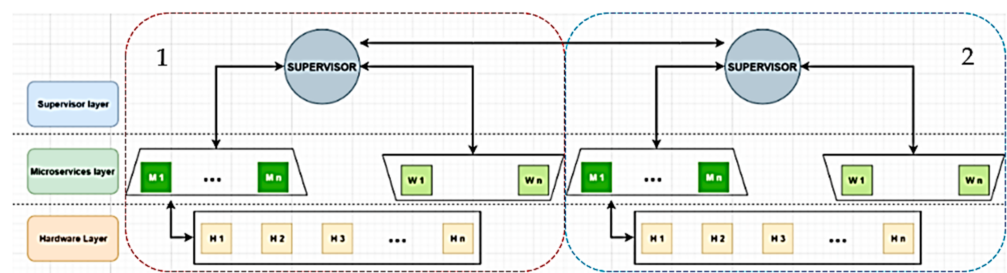 1
2
SUPERVISOR
SUPERVISOR
Supervisor layer
Microservices layer
M 1 ... M n
W 1 W n
M 1 ... M n
W 1 W n
Hardware Layer
H 1 H 2 H 3 ... H n
H 1 H 2 H 3 ... H n